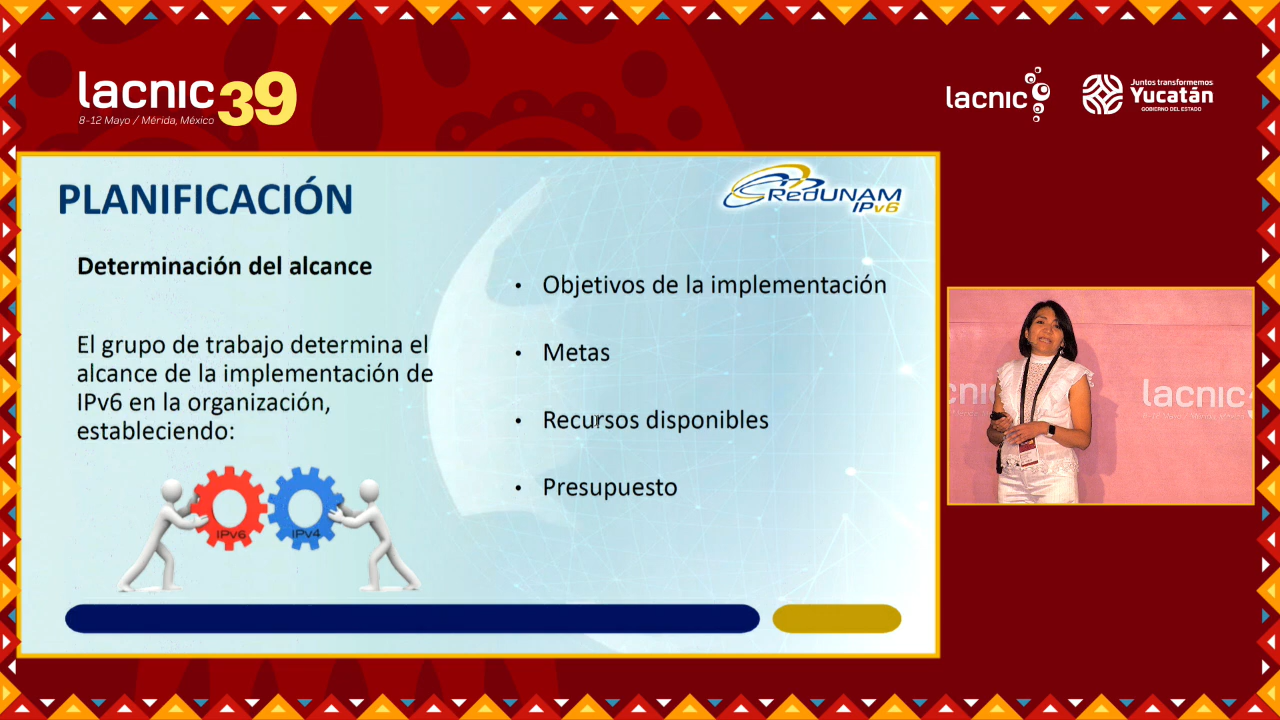 lacnic 39
8-12 Mayo / Mérida, México
lacnic
Juntos transformemos
Yucatán
GOBIERNO DEL ESTADO
PLANIFICACIÓN
RedUNAM
IPv6
Determinación del alcance
El grupo de trabajo determina el
alcance de la implementación de
IPv6 en la organización,
estableciendo:
IPv6
IPv4
• Objetivos de la implementación
• Metas
• Recursos disponibles
• Presupuesto
lacnic